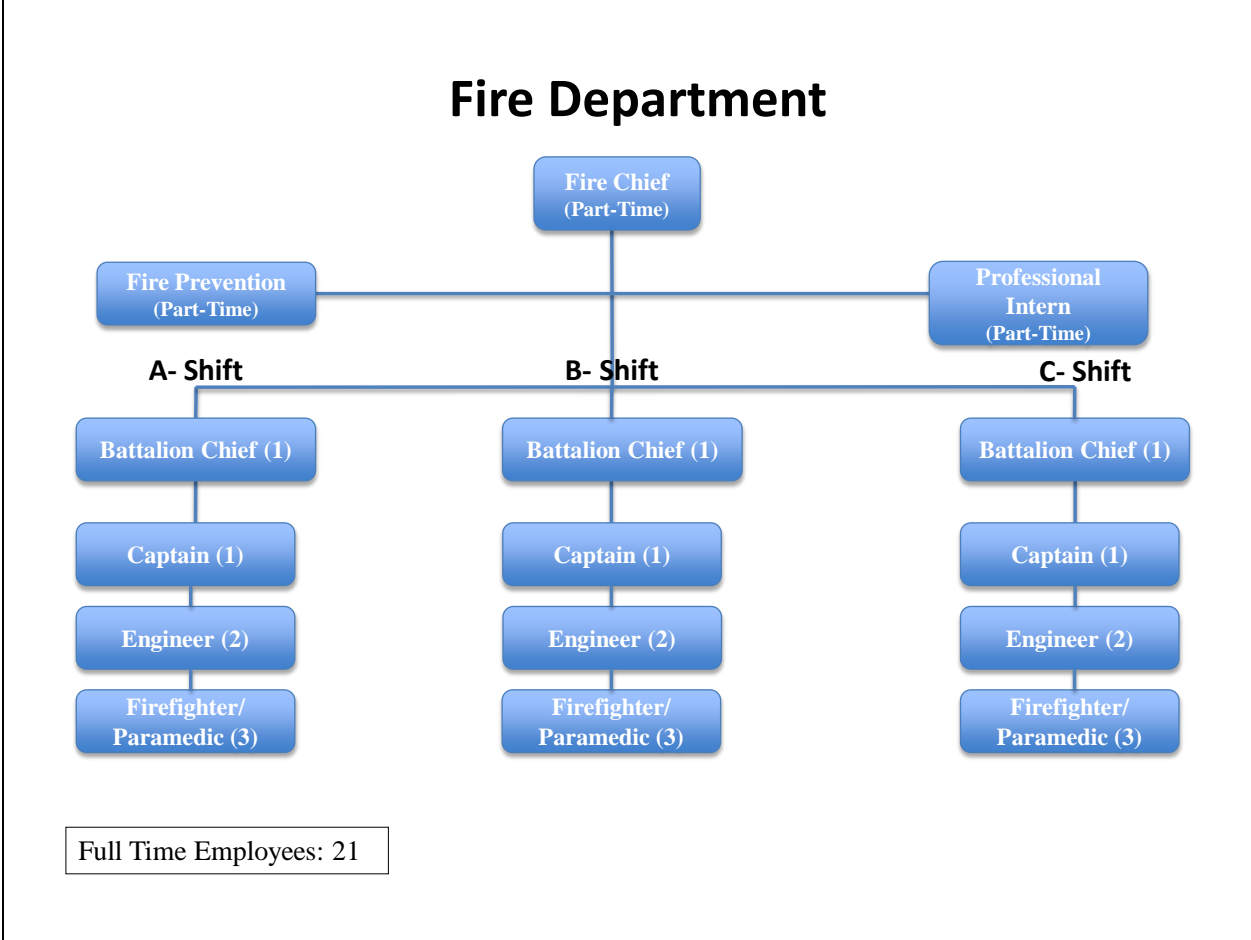 Fire Department
Fire Chief
(Part-Time)
Fire Prevention
(Part-Time)
Professional
Intern
(Part-Time)
A- Shift
B- Shift
C- Shift
Battalion Chief (1)
Battalion Chief (1)
Battalion Chief (1)
Captain (1)
Captain (1)
Captain (1)
Engineer (2)
Engineer (2)
Engineer (2)
Firefighter/
Paramedic (3)
Firefighter/
Paramedic (3)
Firefighter/
Paramedic (3)
Full Time Employees: 21